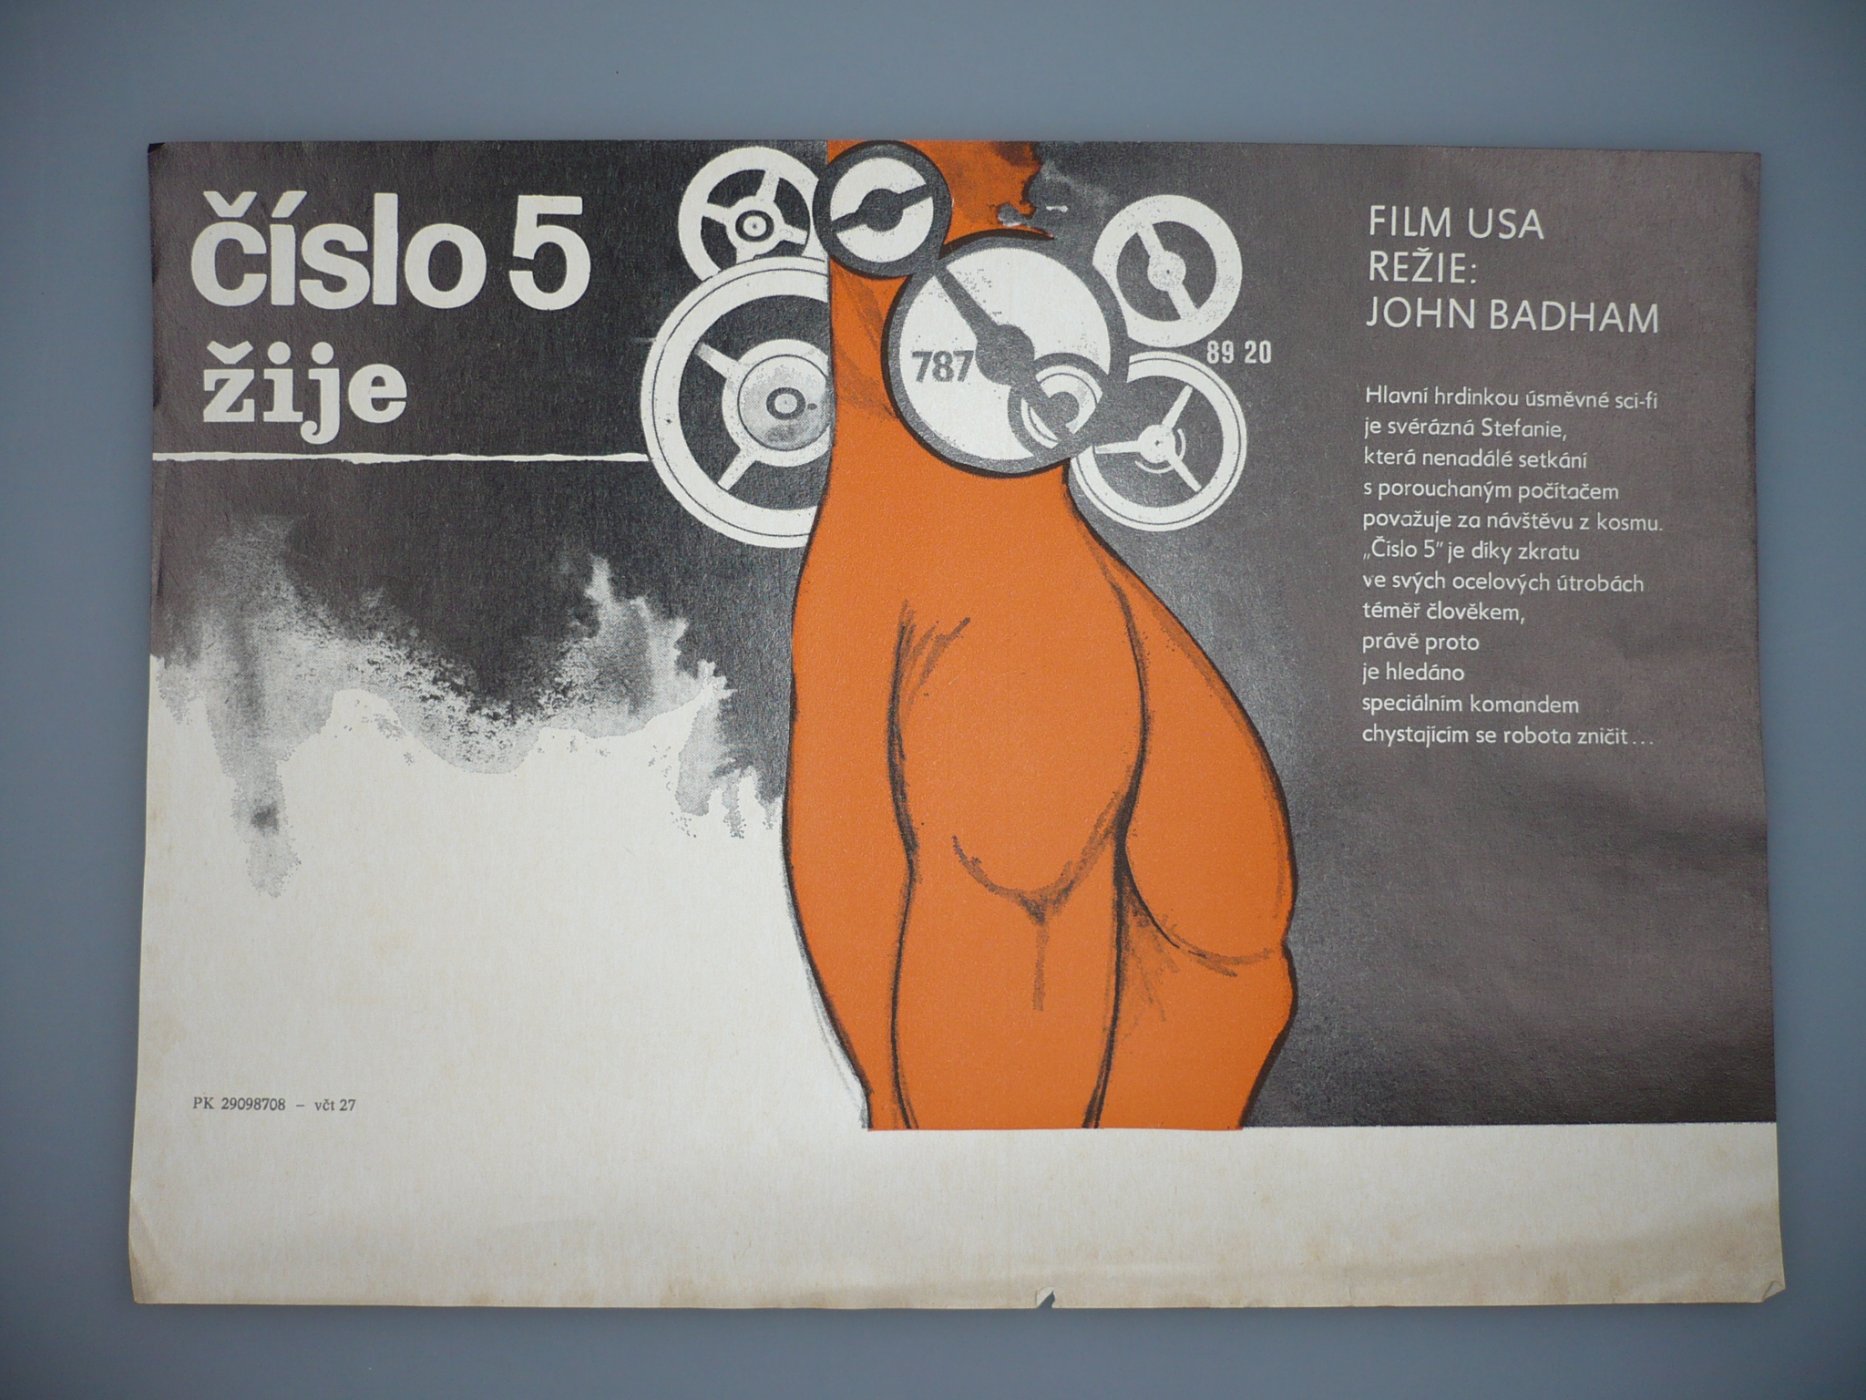 číslo 5
žije
787
89 20
FILM USA
REŽIE:
JOHN BADHAM
Hlavní hrdinkou úsměvné sci-fi
je svérázná Stefanie,
která nenadálé setkání
s porouchaným počítačem
považuje za návštěvu z kosmu.
„Číslo 5" je díky zkratu
ve svých ocelových útrobách
téměř člověkem,
právě proto
je hledáno
speciálním komandem
chystajícím se robota zničit...
PK 29098708 – včt 27